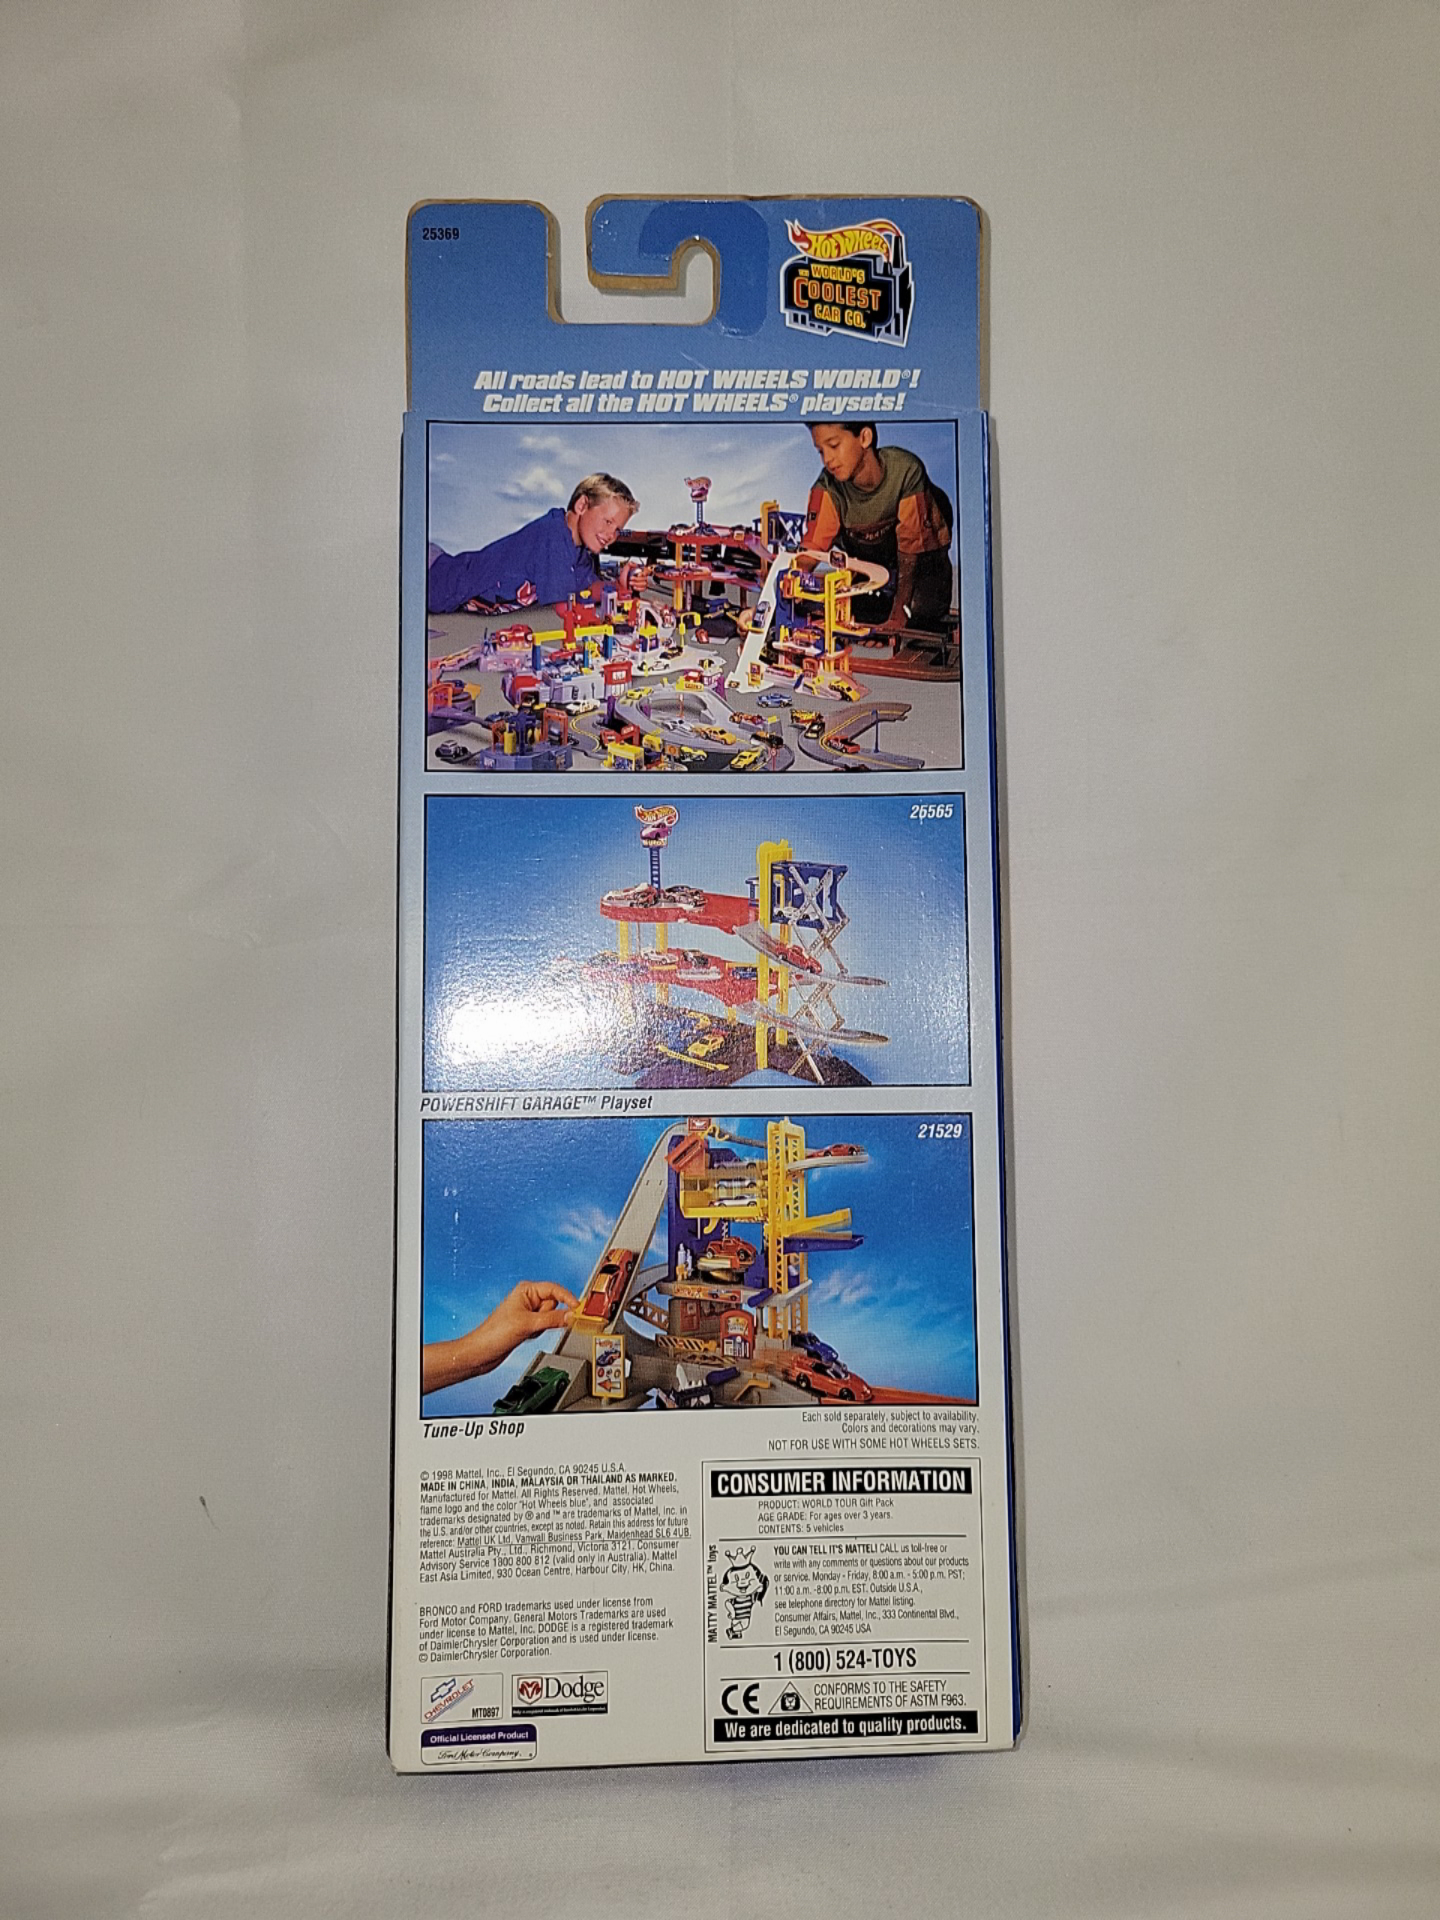 25369
HOT WHEELS
THE WORLD'S
COOLEST
CAR CO.
All roads lead to HOT WHEELS WORLD®!
Collect all the HOT WHEELS® playsets!
25565
POWERSHIFT GARAGE™ Playset
21529
Tune-Up Shop
Each sold separately, subject to availability.
Colors and decorations may vary.
NOT FOR USE WITH SOME HOT WHEELS SETS.
© 1998 Mattel, Inc., El Segundo, CA 90245 U.S.A.
MADE IN CHINA, INDIA, MALAYSIA OR THAILAND AS MARKED.
Manufactured for Mattel. All Rights Reserved. Mattel, Hot Wheels,
flame logo and the color "Hot Wheels blue", and associated
trademarks designated by ® and ™ are trademarks of Mattel, Inc. in
the U.S. and/or other countries, except as noted. Retain this address for future
reference: Mattel UK Ltd, Vanwall Business Park, Maidenhead SL6 4UB.
Mattel Australia Pty., Ltd., Richmond, Victoria 3121. Consumer
Advisory Service 1800 800 812 (valid only in Australia). Mattel
East Asia Limited, 930 Ocean Centre, Harbour City, HK, China.
BRONCO and FORD trademarks used under license from
Ford Motor Company. General Motors Trademarks are used
under license to Mattel, Inc. DODGE is a registered trademark
of DaimlerChrysler Corporation and is used under license.
© DaimlerChrysler Corporation.
CHEVROLET
MT0897
Dodge
Official Licensed Product
Ford Motor Company.
CONSUMER INFORMATION
PRODUCT: WORLD TOUR Gift Pack
AGE GRADE: For ages over 3 years.
CONTENTS: 5 vehicles
MATTY MATTEL™ toys
YOU CAN TELL IT'S MATTEL! CALL us toll-free or
write with any comments or questions about our products
or service. Monday - Friday, 8:00 a.m. - 5:00 p.m. PST;
11:00 a.m. -8:00 p.m. EST. Outside U.S.A.,
see telephone directory for Mattel listing.
Consumer Affairs, Mattel, Inc., 333 Continental Blvd.,
El Segundo, CA 90245 USA
1 (800) 524-TOYS
CE
CONFORMS TO THE SAFETY
REQUIREMENTS OF ASTM F963.
We are dedicated to quality products.